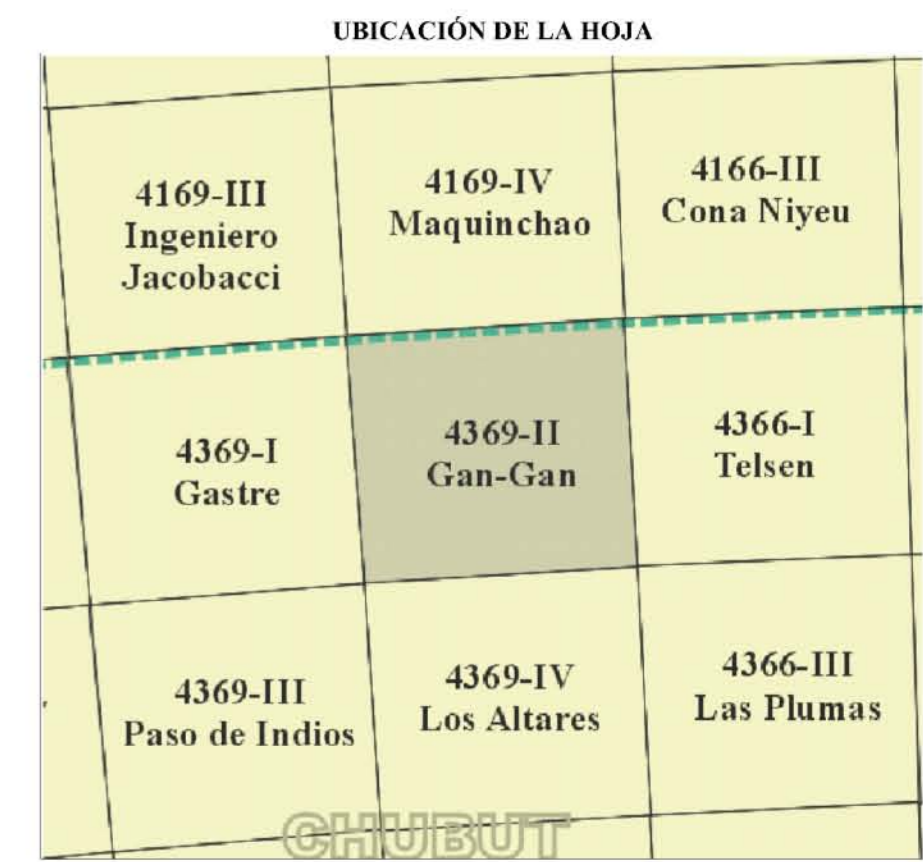 UBICACIÓN DE LA HOJA
4169-III
Ingeniero
Jacobacci
4169-IV
Maquinchao
4166-III
Cona Niyeu
4369-I
Gastre
4369-II
Gan-Gan
4366-I
Telsen
4369-III
Paso de Indios
4369-IV
Los Altares
4366-III
Las Plumas
CHUBUT